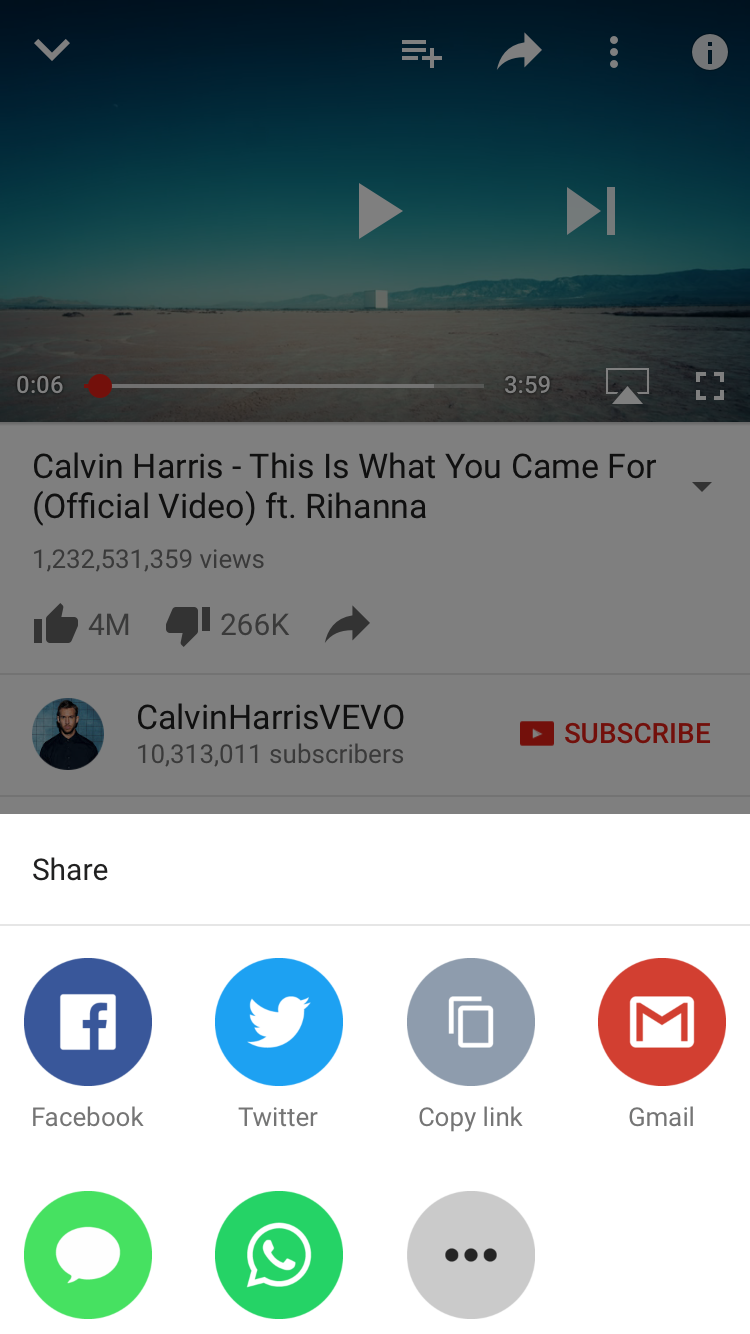 0:06
3:59
Calvin Harris - This Is What You Came For
(Official Video) ft. Rihanna
1,232,531,359 views
4M
266K
CalvinHarrisVEVO
10,313,011 subscribers
SUBSCRIBE
Share
Facebook
Twitter
Copy link
Gmail